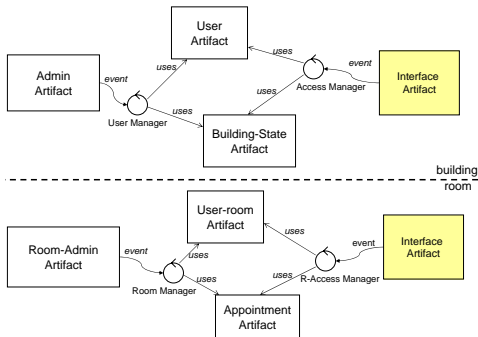 User
Artifact
uses
uses
Admin
Artifact
event
event
Interface
Artifact
User Manager
Access Manager
uses
uses
Building-State
Artifact
building
room
User-room
Artifact
uses
uses
Room-Admin
Artifact
event
event
Interface
Artifact
Room Manager
R-Access Manager
uses
uses
Appointment
Artifact